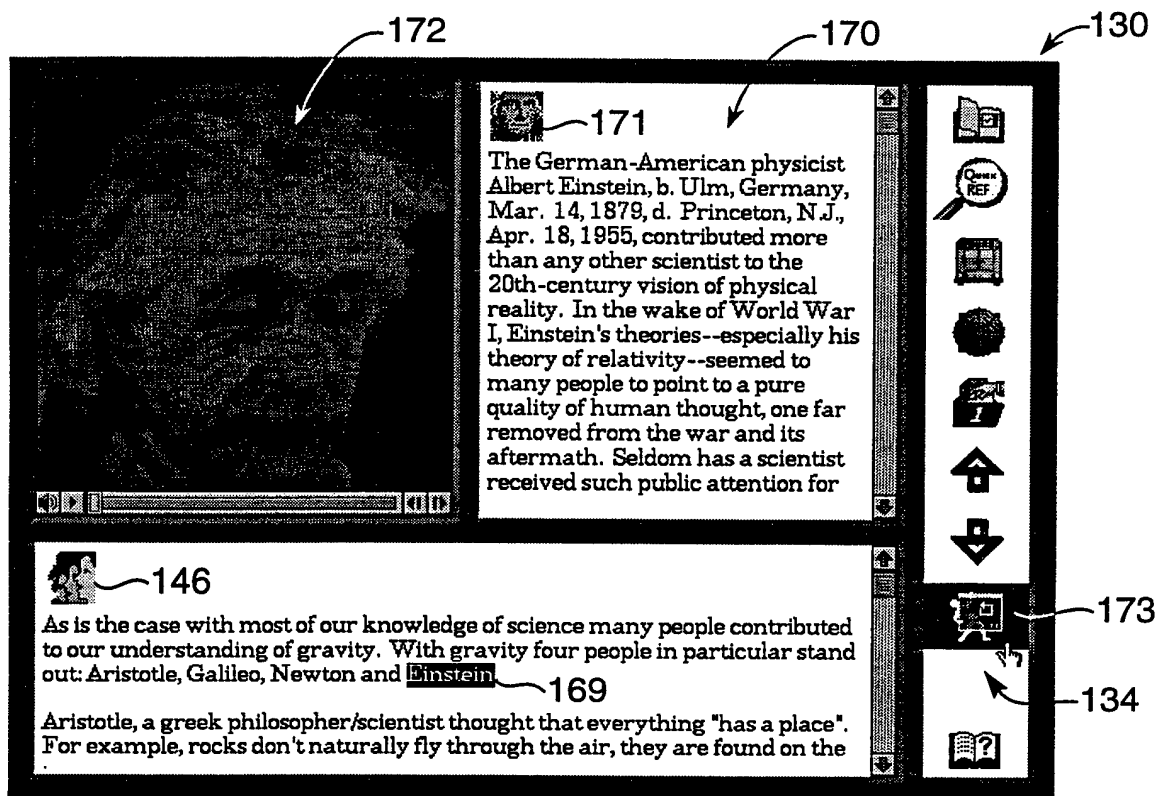 172
170
130
171
The German-American physicist
Albert Einstein, b. Ulm, Germany,
Mar. 14, 1879, d. Princeton, N.J.,
Apr. 18, 1955, contributed more
than any other scientist to the
20th-century vision of physical
reality. In the wake of World War
I, Einstein's theories--especially his
theory of relativity--seemed to
many people to point to a pure
quality of human thought, one far
removed from the war and its
aftermath. Seldom has a scientist
received such public attention for
QUICK
REF
146
As is the case with most of our knowledge of science many people contributed
to our understanding of gravity. With gravity four people in particular stand
out: Aristotle, Galileo, Newton and Einstein
169
Aristotle, a greek philosopher/scientist thought that everything "has a place".
For example, rocks don't naturally fly through the air, they are found on the
173
134
?